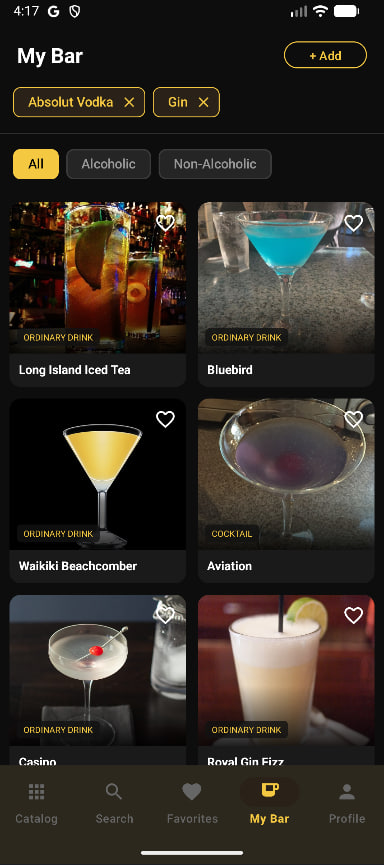 4:17
My Bar
+ Add
Absolut Vodka
Gin
All
Alcoholic
Non-Alcoholic
ORDINARY DRINK
Long Island Iced Tea
ORDINARY DRINK
Bluebird
ORDINARY DRINK
Waikiki Beachcomber
COCKTAIL
Aviation
ORDINARY DRINK
Casino
ORDINARY DRINK
Royal Gin Fizz
Catalog
Search
Favorites
My Bar
Profile